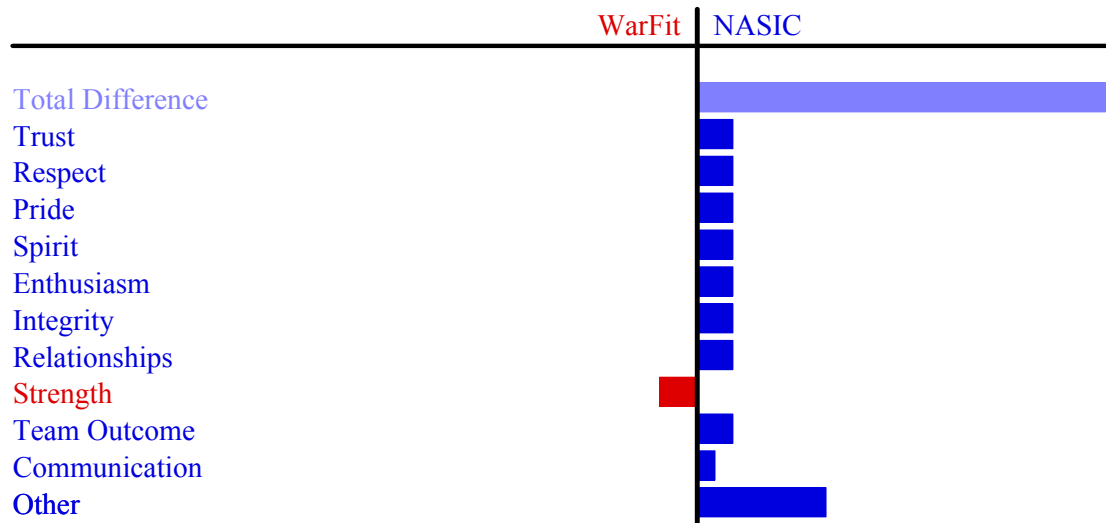 WarFit NASIC
Total Difference
Trust
Respect
Pride
Spirit
Enthusiasm
Integrity
Relationships
Strength
Team Outcome
Communication
Other